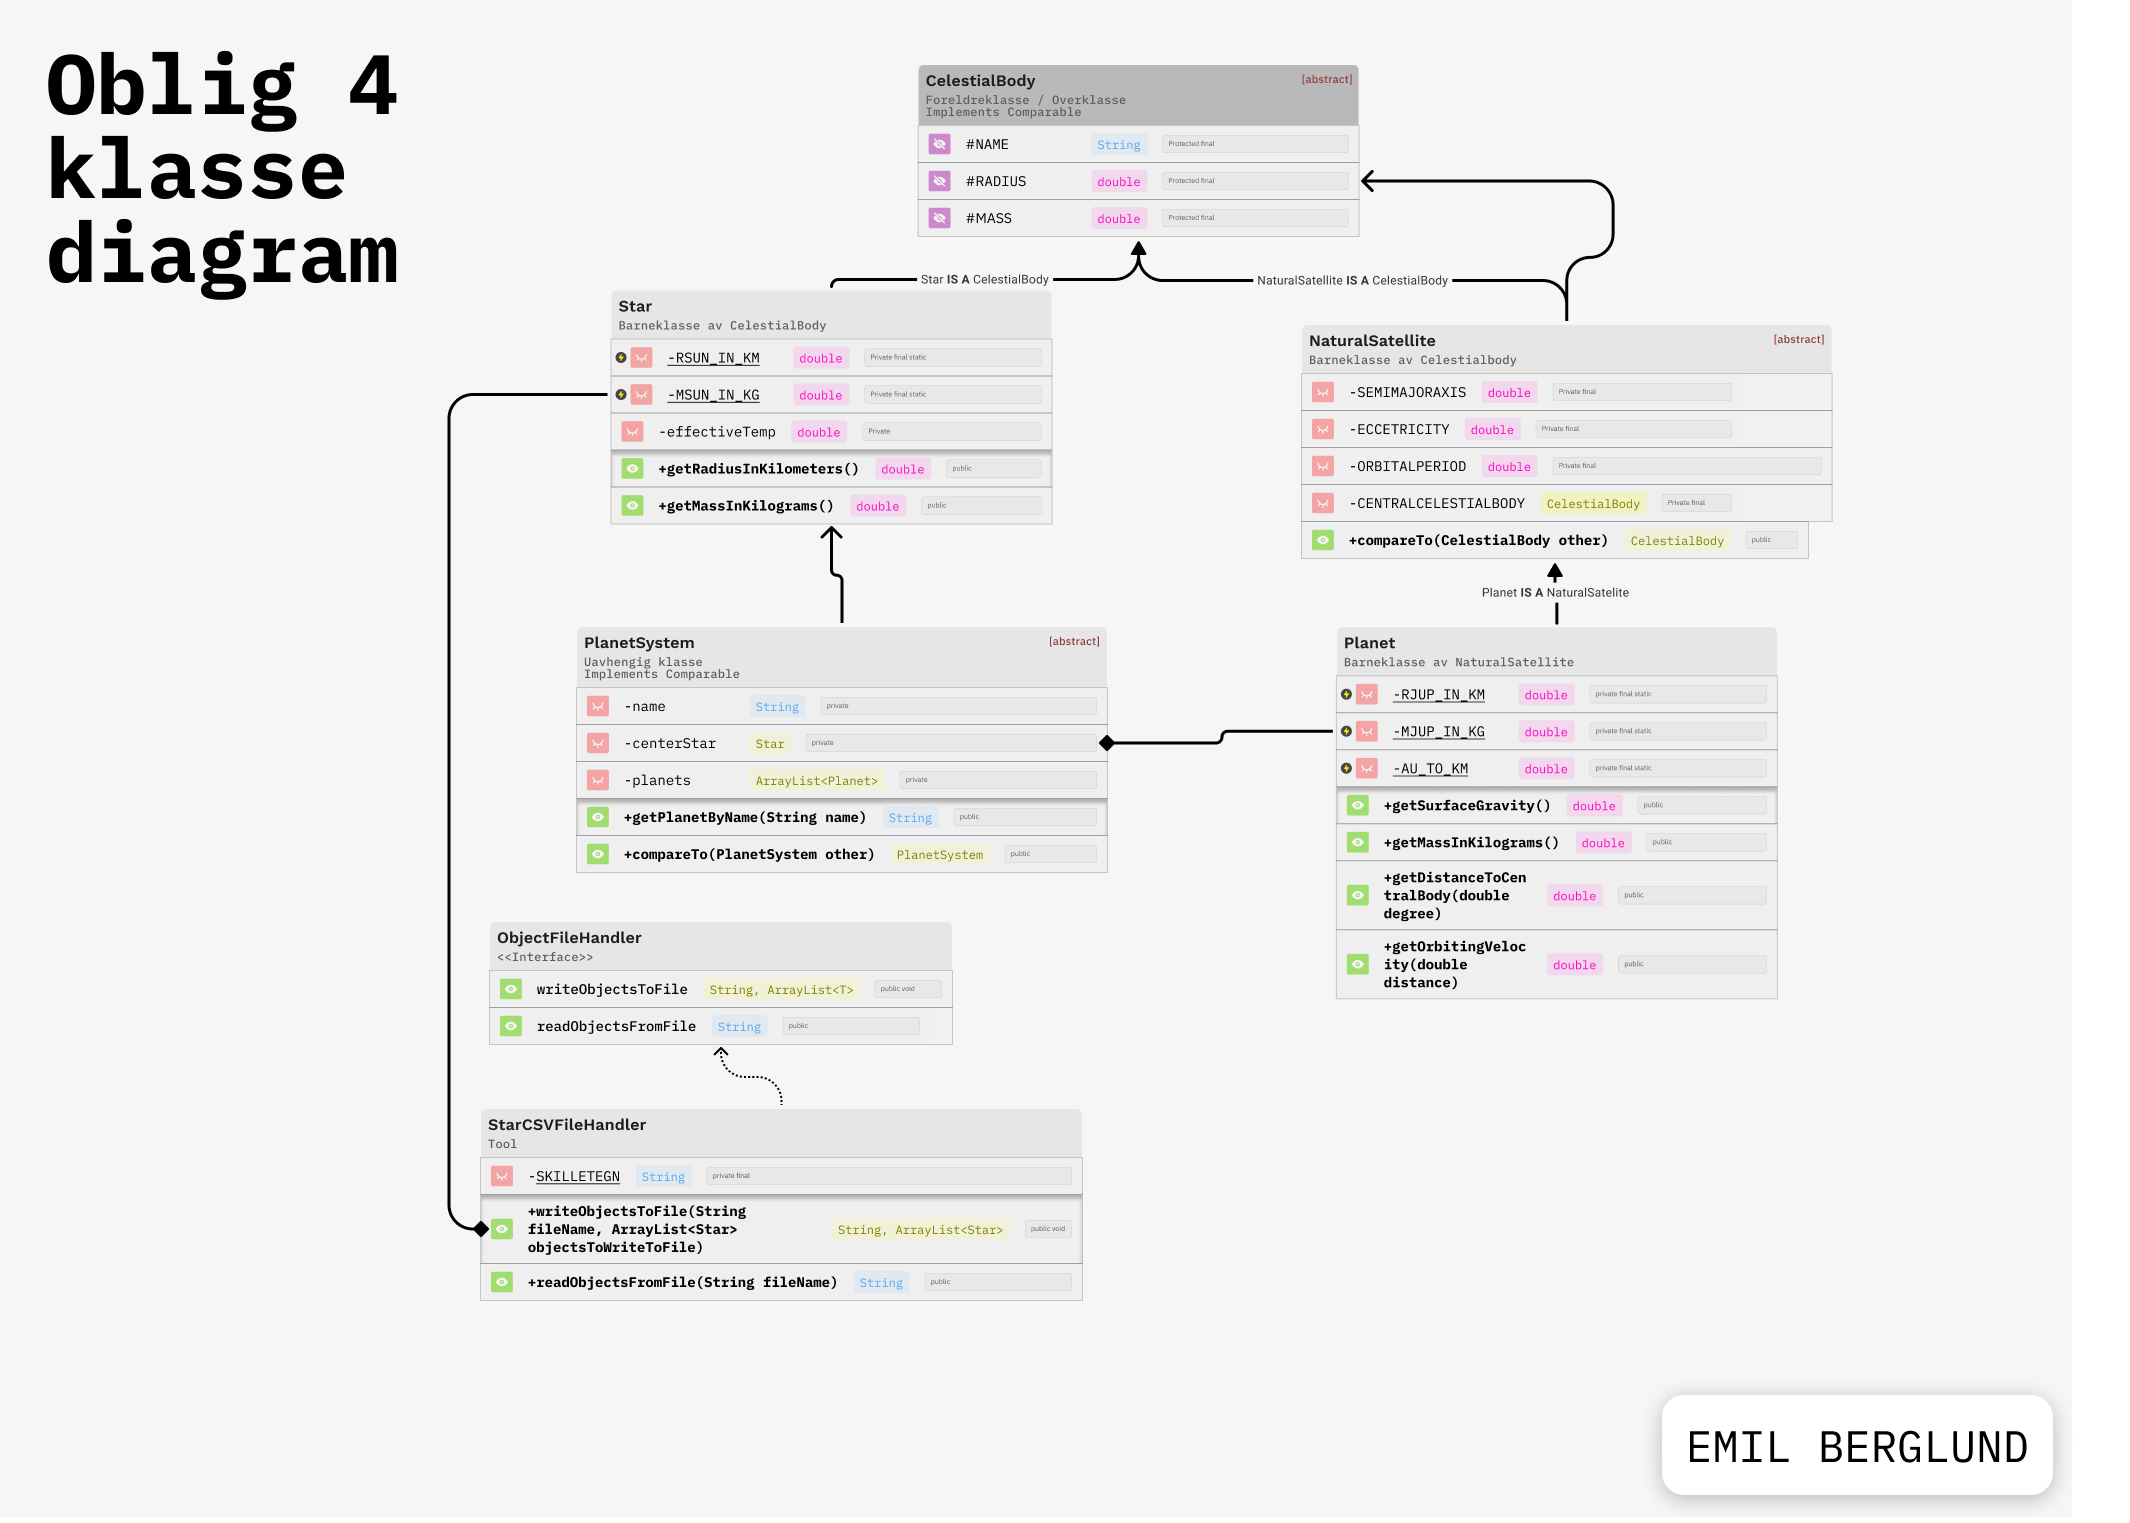 Oblig 4
klasse
diagram
CelestialBody [abstract]
Foreldreklasse / Overklasse
Implements Comparable
#NAME String Protected final
#RADIUS double Protected final
#MASS double Protected final
Star IS A CelestialBody
NaturalSatellite IS A CelestialBody
Star
Barneklasse av CelestialBody
-RSUN_IN_KM double Private final static
-MSUN_IN_KG double Private final static
-effectiveTemp double Private
+getRadiusInKilometers() double public
+getMassInKilograms() double public
NaturalSatellite [abstract]
Barneklasse av Celestialbody
-SEMIMAJORAXIS double Private final
-ECCETRICITY double Private final
-ORBITALPERIOD double Private final
-CENTRALCELESTIALBODY CelestialBody Private final
+compareTo(CelestialBody other) CelestialBody public
Planet IS A NaturalSatelite
PlanetSystem [abstract]
Uavhengig klasse
Implements Comparable
-name String private
-centerStar Star private
-planets ArrayList<Planet> private
+getPlanetByName(String name) String public
+compareTo(PlanetSystem other) PlanetSystem public
Planet
Barneklasse av NaturalSatellite
-RJUP_IN_KM double private final static
-MJUP_IN_KG double private final static
-AU_TO_KM double private final static
+getSurfaceGravity() double public
+getMassInKilograms() double public
+getDistanceToCen
tralBody(double double public
degree)
+getOrbitingVeloc
ity(double double public
distance)
ObjectFileHandler
<<Interface>>
writeObjectsToFile String, ArrayList<T> public void
readObjectsFromFile String public
StarCSVFileHandler
Tool
-SKILLETEGN String private final
+writeObjectsToFile(String
fileName, ArrayList<Star> String, ArrayList<Star> public void
objectsToWriteToFile)
+readObjectsFromFile(String fileName) String public
EMIL BERGLUND